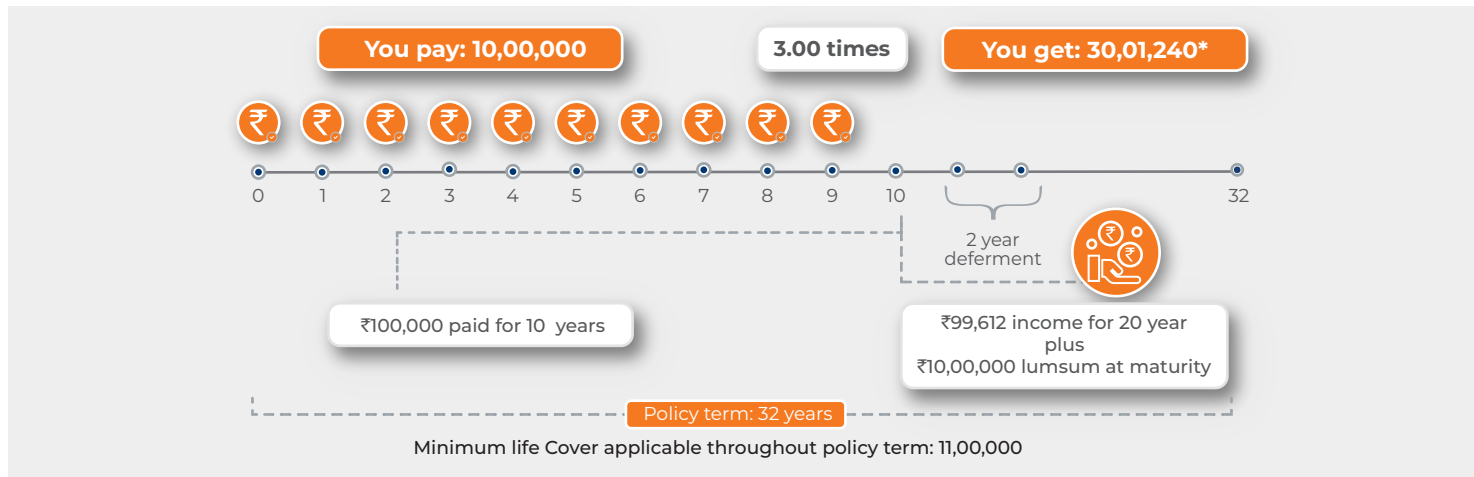 You pay: 10,00,000
3.00 times
You get: 30,01,240*
₹ ₹ ₹ ₹ ₹ ₹ ₹ ₹ ₹ ₹
0 1 2 3 4 5 6 7 8 9 10 32
2 year
deferment
₹ ₹
₹100,000 paid for 10 years
₹99,612 income for 20 year
plus
₹10,00,000 lumsum at maturity
Policy term: 32 years
Minimum life Cover applicable throughout policy term: 11,00,000